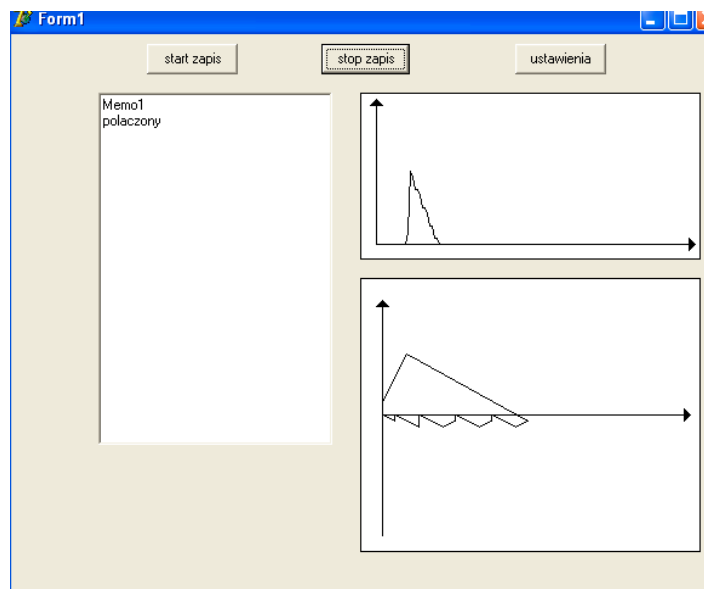 Form1
start zapis
stop zapis
ustawienia
Memo1
polaczony